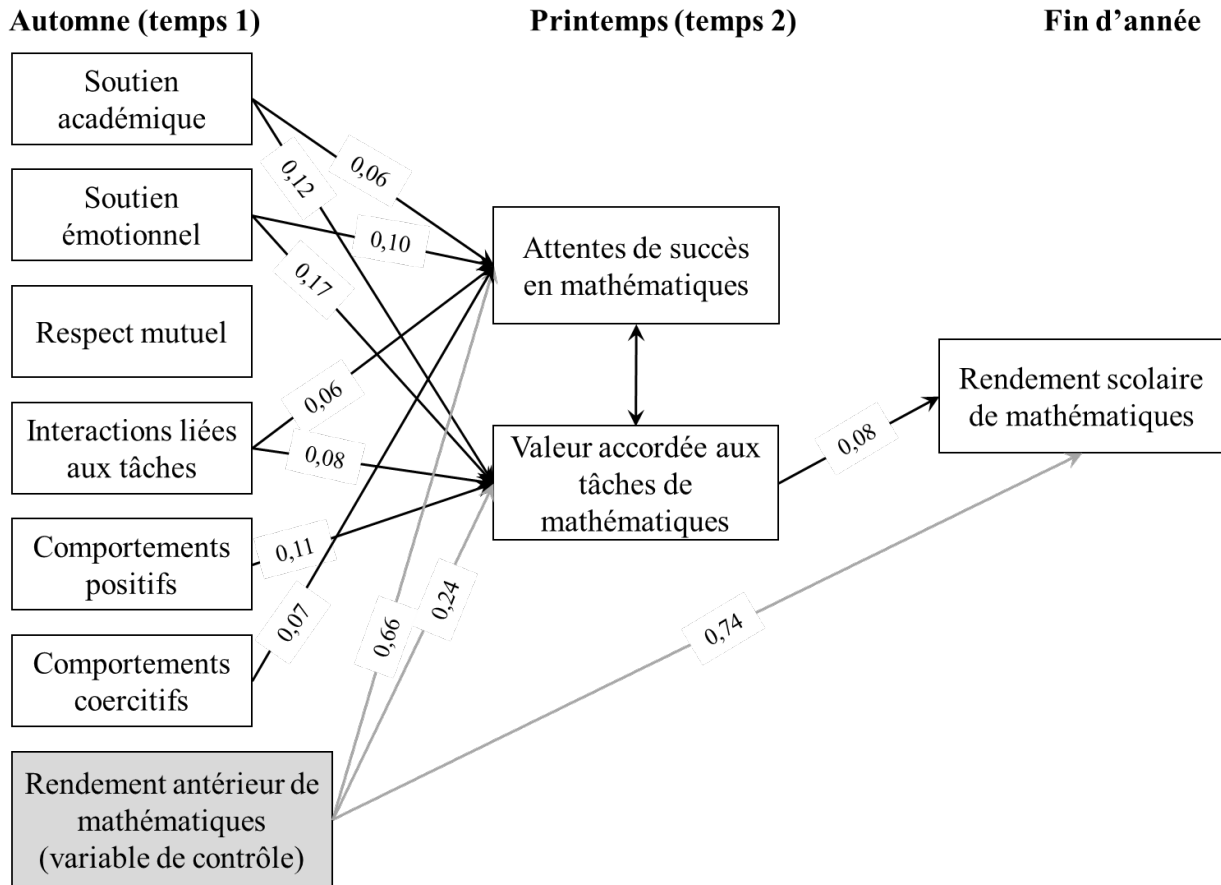 Automne (temps 1)
Printemps (temps 2)
Fin d'année
Soutien
académique
Soutien
émotionnel
Respect mutuel
Interactions liées
aux tâches
Comportements
positifs
Comportements
coercitifs
Rendement antérieur de
mathématiques
(variable de contrôle)
0,06
0,12
0,10
0,17
0,06
0,08
0,11
0,07
0,66
0,24
Attentes de succès
en mathématiques
Valeur accordée aux
tâches de
mathématiques
0,08
0,74
Rendement scolaire
de mathématiques